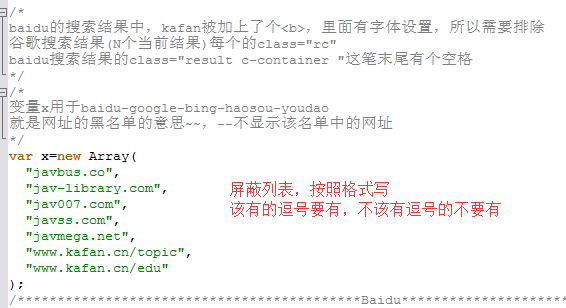 /*
baidu的搜索结果中，kafan被加上了个<b>，里面有字体设置，所以需要排除
谷歌搜索结果(N个当前结果)每个的class="rc"
baidu搜索结果的class="result c-container "这笔末尾有个空格
*/
/*
变量x用于baidu-google-bing-haosou-youdao
就是网址的黑名单的意思~~，--不显示该名单中的网址
*/
var x=new Array(
"javbus.co",
"jav-library.com",
"jav007.com",
"javss.com",
"javmega.net",
"www.kafan.cn/topic",
"www.kafan.cn/edu"
);
屏蔽列表，按照格式写
该有的逗号要有，不该有逗号的不要有
/******************************************Baidu**********************